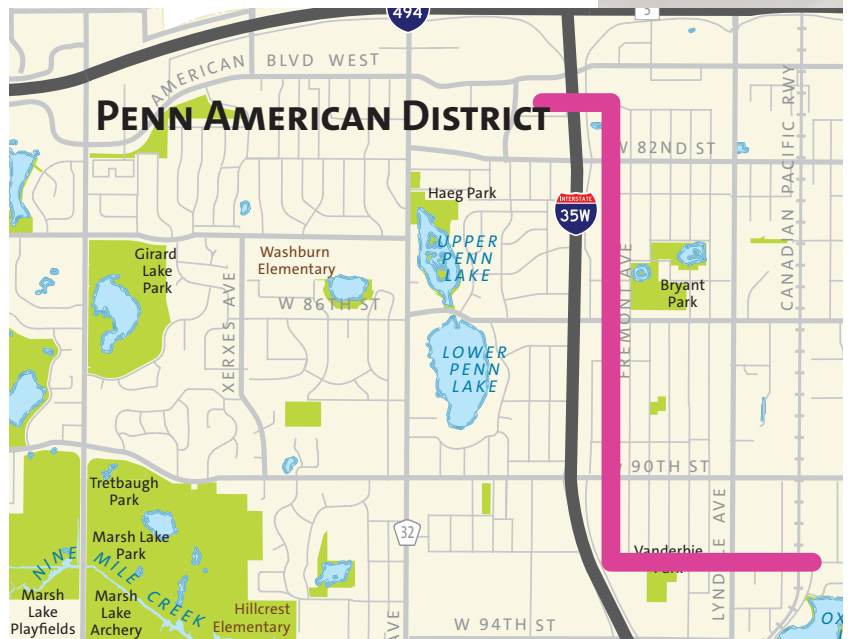 494
5
AMERICAN BLVD WEST
PENN AMERICAN DISTRICT
CANADIAN PACIFIC RWY
W 82ND ST
Haeg Park
INTERSTATE
35W
UPPER
PENN
LAKE
Girard
Lake
Park
Washburn
Elementary
XERXES AVE
W 86TH ST
FREMONT AVE
Bryant
Park
LOWER
PENN
LAKE
90TH ST
Tretbaugh
Park
LYNDALE AVE
32
Marsh Lake
Park
NINE MILE CREEK
Vanderbie
Park
Marsh
Lake
Playfields
Marsh
Lake
Archery
Hillcrest
Elementary
AVE
W 94TH ST
OX